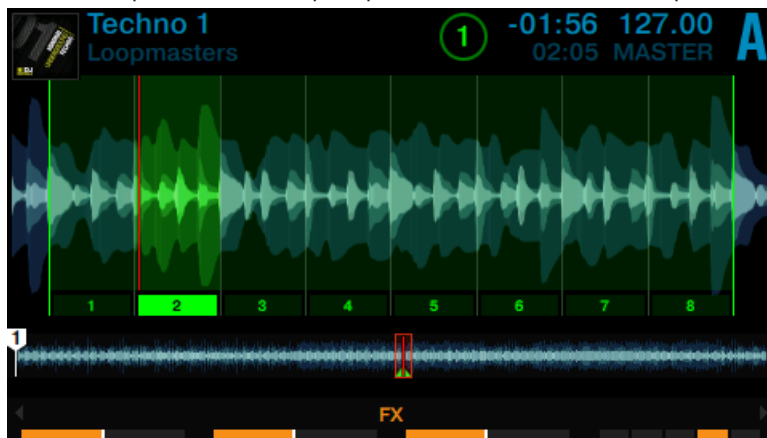 Techno 1
Loopmasters
1
-01:56 127.00
02:05 MASTER
A
1 2 3 4 5 6 7 8
1
FX